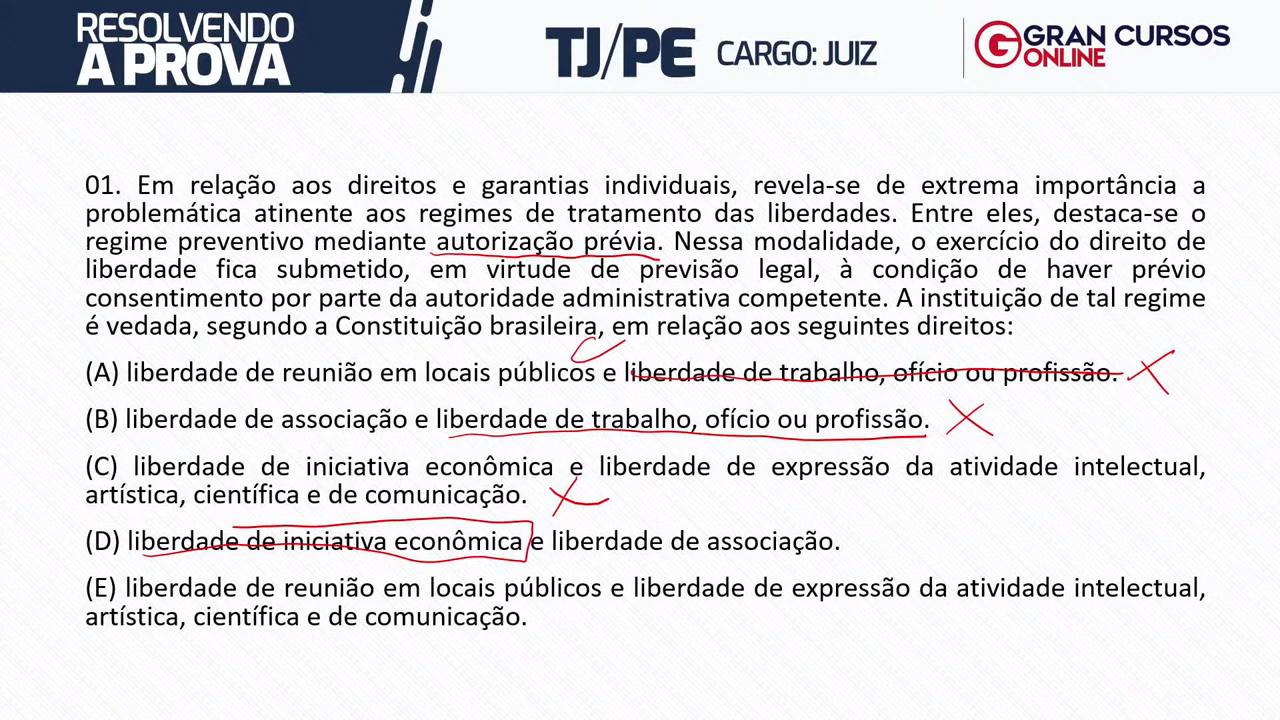 RESOLVENDO
A PROVA
TJ/PE CARGO: JUIZ
GRAN CURSOS
ONLINE
01. Em relação aos direitos e garantias individuais, revela-se de extrema importância a
problemática atinente aos regimes de tratamento das liberdades. Entre eles, destaca-se o
regime preventivo mediante autorização prévia. Nessa modalidade, o exercício do direito de
liberdade fica submetido, em virtude de previsão legal, à condição de haver prévio
consentimento por parte da autoridade administrativa competente. A instituição de tal regime
é vedada, segundo a Constituição brasileira, em relação aos seguintes direitos:
(A) liberdade de reunião em locais públicos e liberdade de trabalho, ofício ou profissão.
(B) liberdade de associação e liberdade de trabalho, ofício ou profissão.
(C) liberdade de iniciativa econômica e liberdade de expressão da atividade intelectual,
artística, científica e de comunicação.
(D) liberdade de iniciativa econômica e liberdade de associação.
(E) liberdade de reunião em locais públicos e liberdade de expressão da atividade intelectual,
artística, científica e de comunicação.